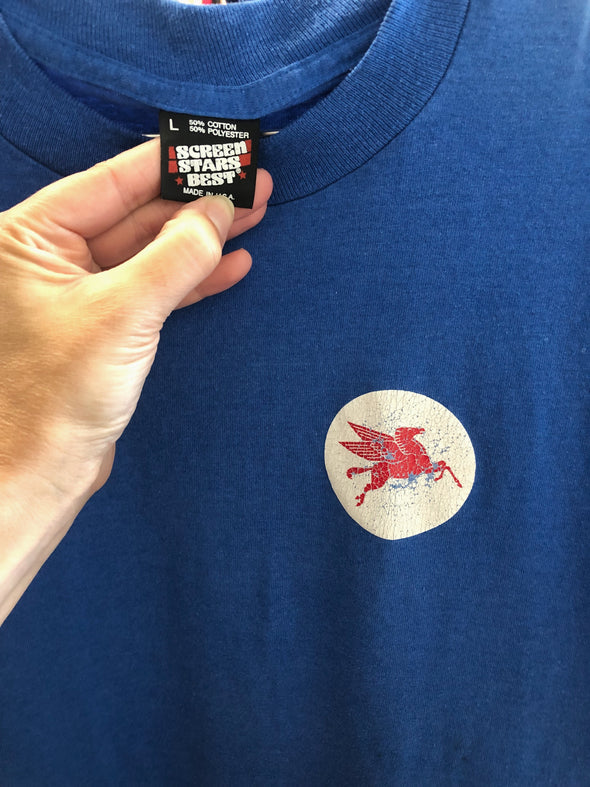 L 50% COTTON
50% POLYESTER
SCREEN
STARS
BEST
MADE IN U.S.A.